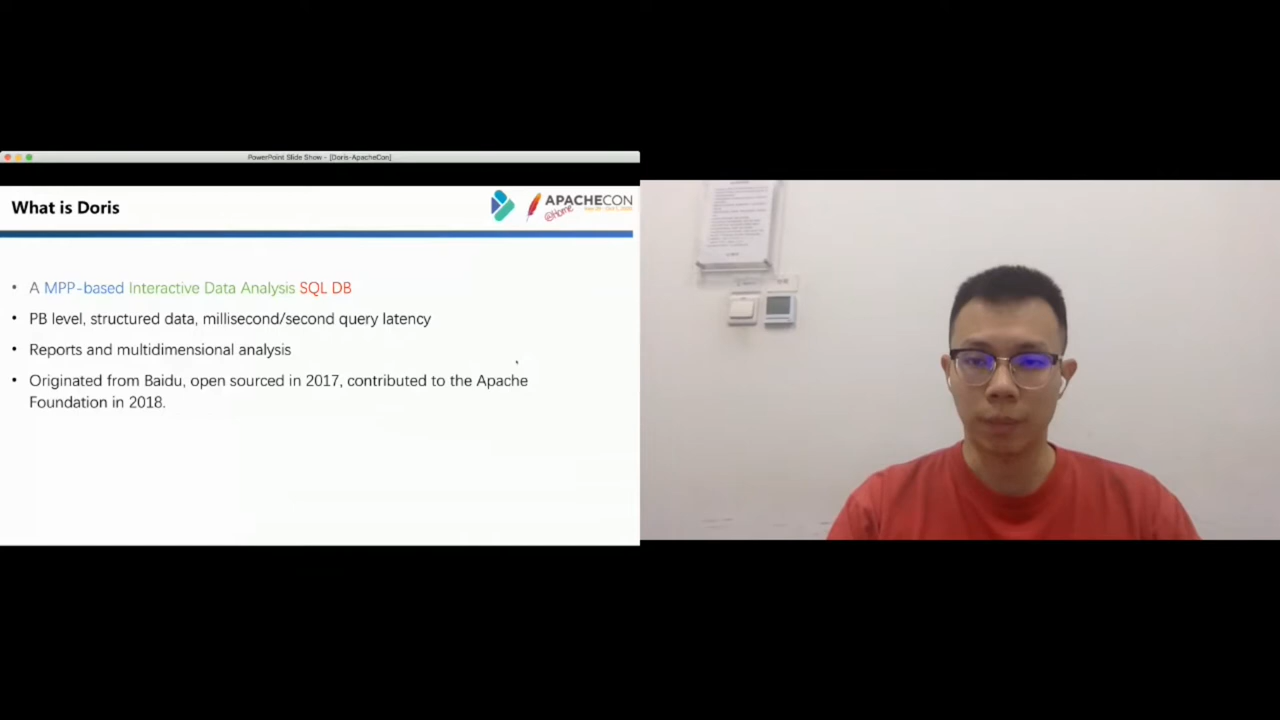 PowerPoint Slide Show - [Doris-ApacheCon]
What is Doris
APACHECON
@Home
• A MPP-based Interactive Data Analysis SQL DB
• PB level, structured data, millisecond/second query latency
• Reports and multidimensional analysis
• Originated from Baidu, open sourced in 2017, contributed to the Apache
Foundation in 2018.